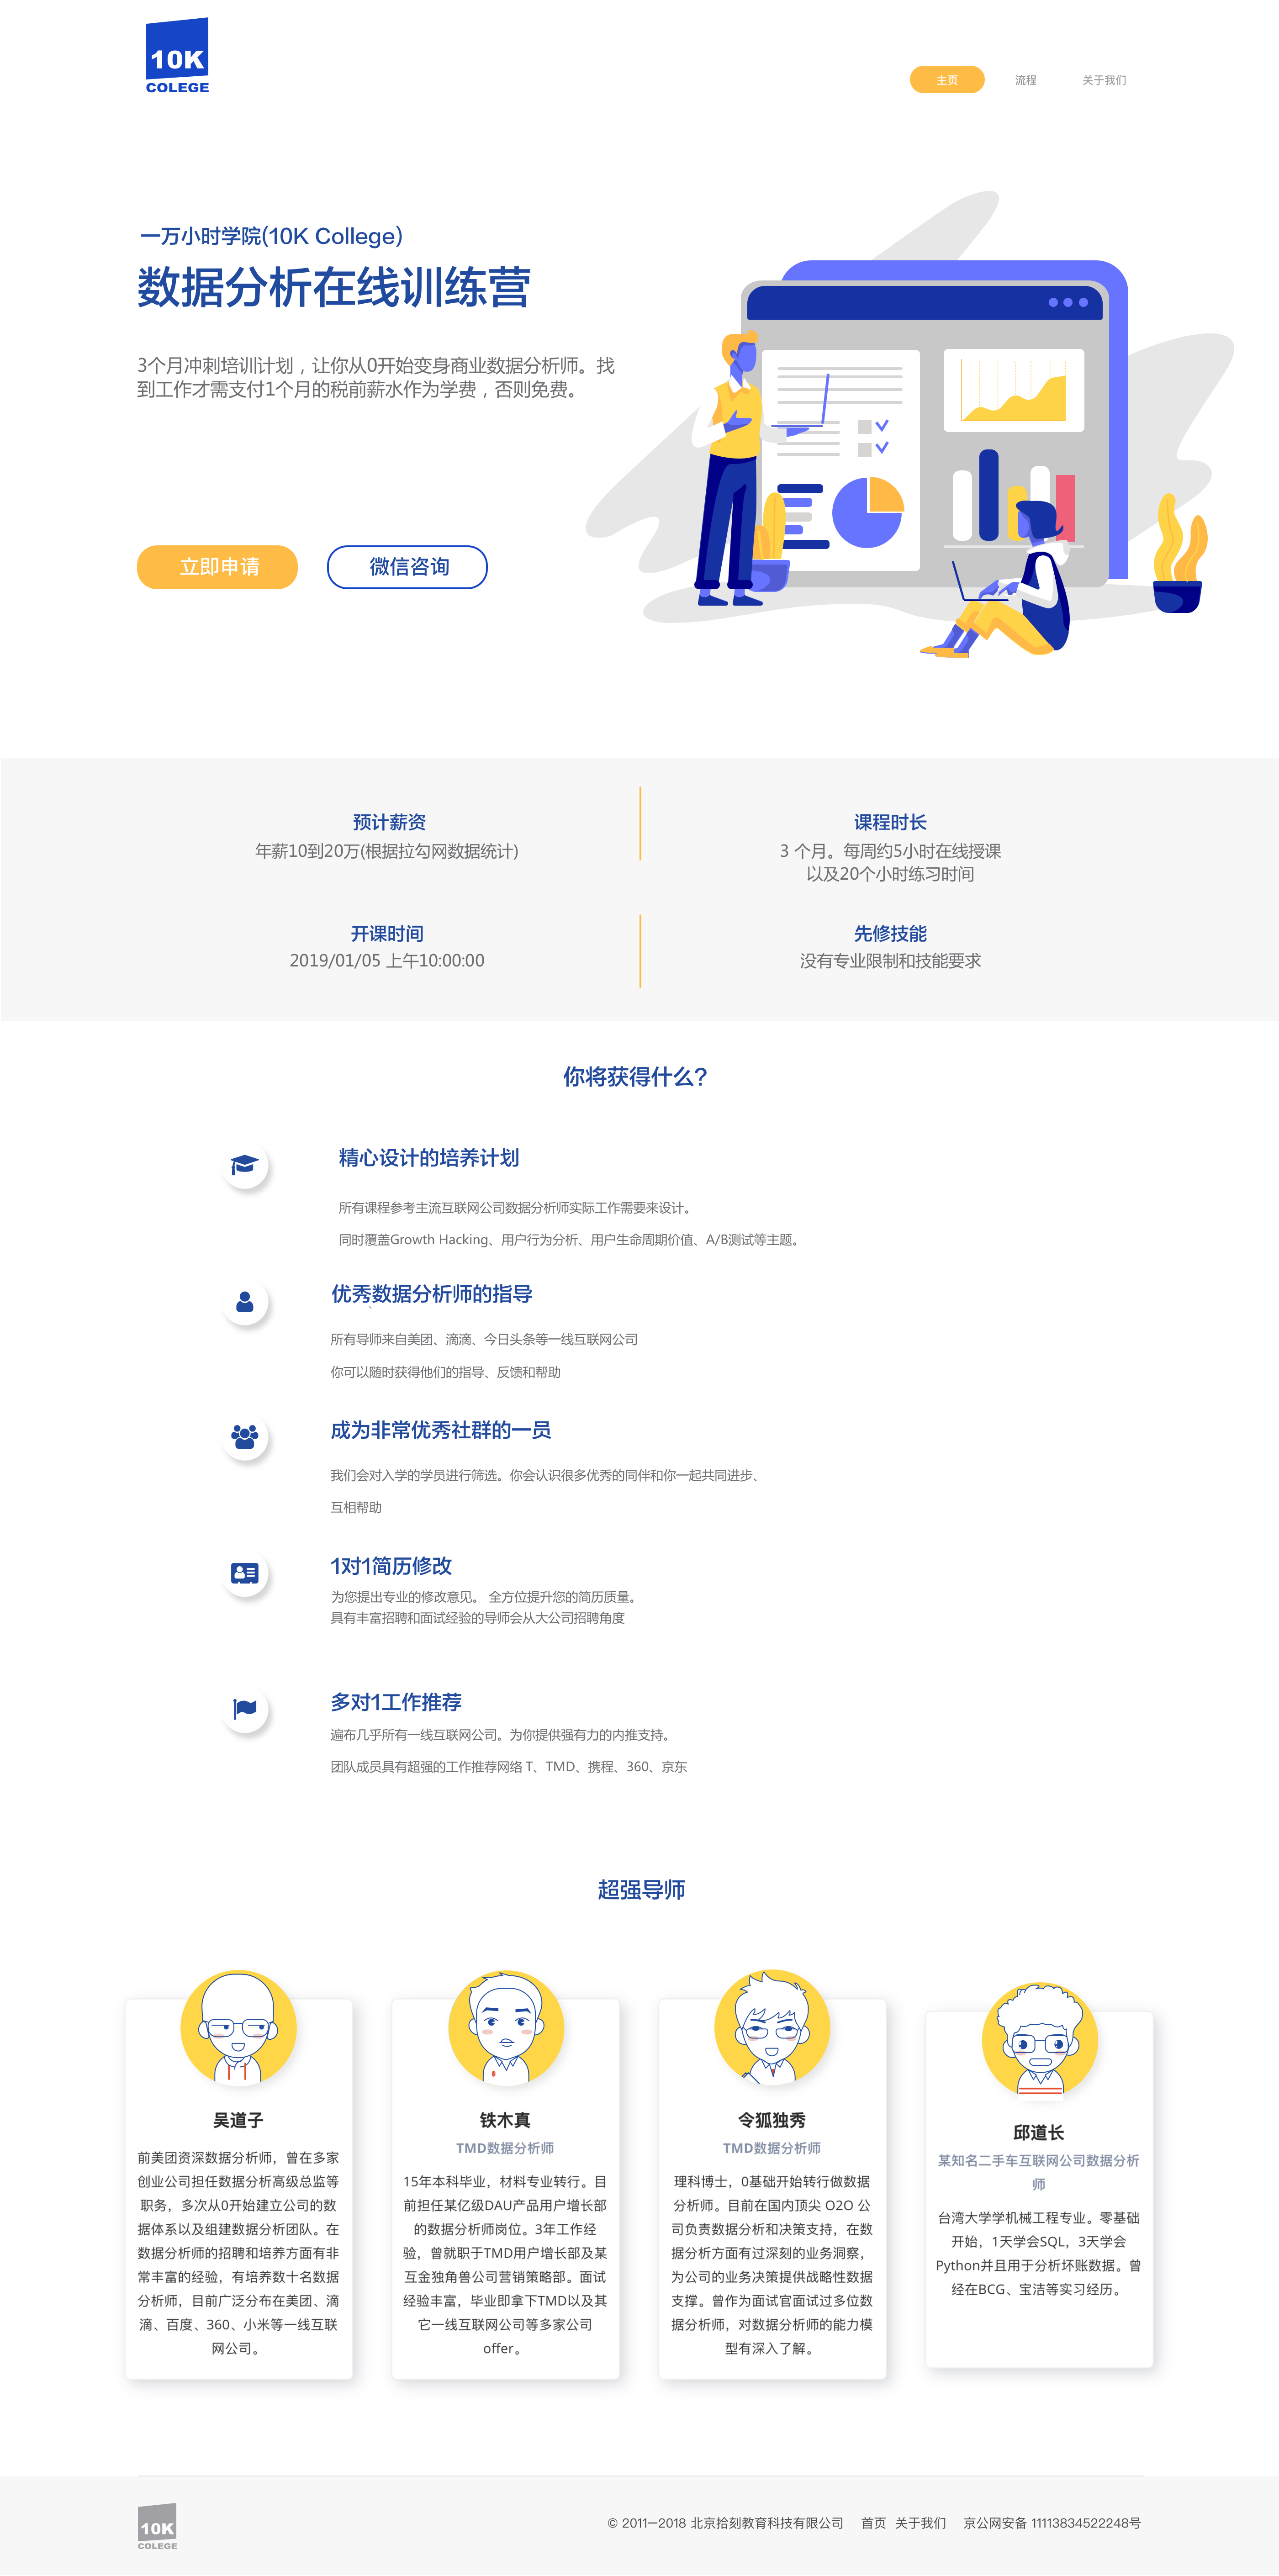 10K
COLEGE
主页
流程
关于我们
一万小时学院(10K College)
数据分析在线训练营
3个月冲刺培训计划，让你从0开始变身商业数据分析师。找
到工作才需支付1个月的税前薪水作为学费，否则免费。
立即申请
微信咨询
预计薪资
年薪10到20万(根据拉勾网数据统计)
课程时长
3 个月。每周约5小时在线授课
以及20个小时练习时间
开课时间
2019/01/05 上午10:00:00
先修技能
没有专业限制和技能要求
你将获得什么？
精心设计的培养计划
所有课程参考主流互联网公司数据分析师实际工作需要来设计。
同时覆盖Growth Hacking、用户行为分析、用户生命周期价值、A/B测试等主题。
优秀数据分析师的指导
所有导师来自美团、滴滴、今日头条等一线互联网公司
你可以随时获得他们的指导、反馈和帮助
成为非常优秀社群的一员
我们会对入学的学员进行筛选。你会认识很多优秀的同伴和你一起共同进步、
互相帮助
1对1简历修改
为您提出专业的修改意见。 全方位提升您的简历质量。
具有丰富招聘和面试经验的导师会从大公司招聘角度
多对1工作推荐
遍布几乎所有一线互联网公司。为你提供强有力的内推支持。
团队成员具有超强的工作推荐网络 T、TMD、携程、360、京东
超强导师
吴道子
前美团资深数据分析师，曾在多家
创业公司担任数据分析高级总监等
职务，多次从0开始建立公司的数
据体系以及组建数据分析团队。在
数据分析师的招聘和培养方面有非
常丰富的经验，有培养数十名数据
分析师，目前广泛分布在美团、滴
滴、百度、360、小米等一线互联
网公司。
铁木真
TMD数据分析师
15年本科毕业，材料专业转行。目
前担任某亿级DAU产品用户增长部
的数据分析师岗位。3年工作经
验，曾就职于TMD用户增长部及某
互金独角兽公司营销策略部。面试
经验丰富，毕业即拿下TMD以及其
它一线互联网公司等多家公司
offer。
令狐独秀
TMD数据分析师
理科博士，0基础开始转行做数据
分析师。目前在国内顶尖 O2O 公
司负责数据分析和决策支持，在数
据分析方面有过深刻的业务洞察，
为公司的业务决策提供战略性数据
支撑。曾作为面试官面试过多位数
据分析师，对数据分析师的能力模
型有深入了解。
邱道长
某知名二手车互联网公司数据分析
师
台湾大学学机械工程专业。零基础
开始，1天学会SQL，3天学会
Python并且用于分析坏账数据。曾
经在BCG、宝洁等实习经历。
10K
COLEGE
© 2011—2018 北京拾刻教育科技有限公司 首页 关于我们 京公网安备 11113834522248号